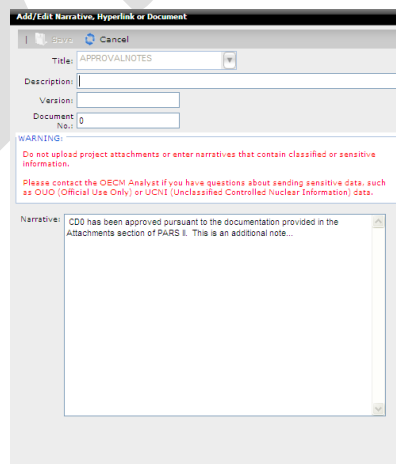 Add/Edit Narrative, Hyperlink or Document
| Save Cancel
Title: APPROVALNOTES
Description:
Version:
Document No.: 0
WARNING:
Do not upload project attachments or enter narratives that contain classified or sensitive
information.
Please contact the OECM Analyst if you have questions about sending sensitive data, such
as OUO (Official Use Only) or UCNI (Unclassified Controlled Nuclear Information) data.
Narrative: CD0 has been approved pursuant to the documentation provided in the
Attachments section of PARS II. This is an additional note...